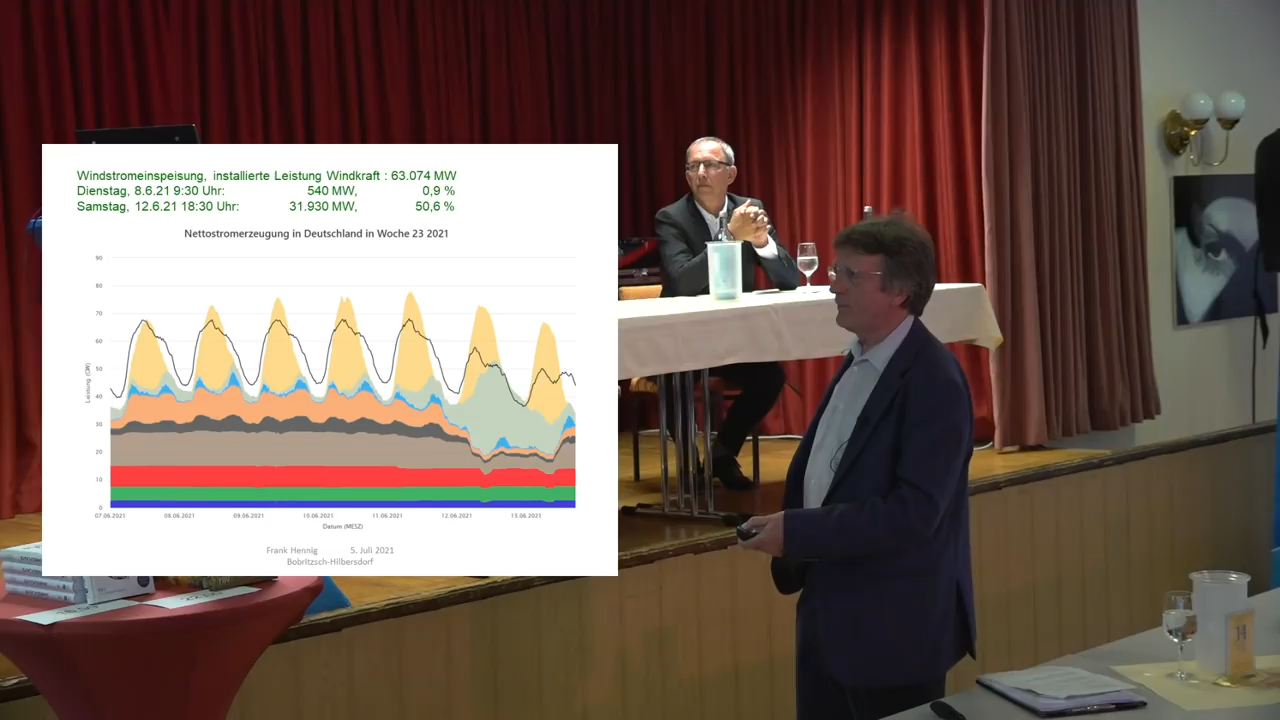 Windstromeinspeisung, installierte Leistung Windkraft : 63.074 MW
Dienstag, 8.6.21 9:30 Uhr: 540 MW, 0,9 %
Samstag, 12.6.21 18:30 Uhr: 31.930 MW, 50,6 %
Nettostromerzeugung in Deutschland in Woche 23 2021
90
80
70
60
50
40
30
20
10
0
Leistung (GW)
07.06.2021 08.06.2021 09.06.2021 10.06.2021 11.06.2021 12.06.2021 13.06.2021
Datum (MESZ)
Frank Hennig 5. Juli 2021
Bobritzsch-Hilbersdorf
14